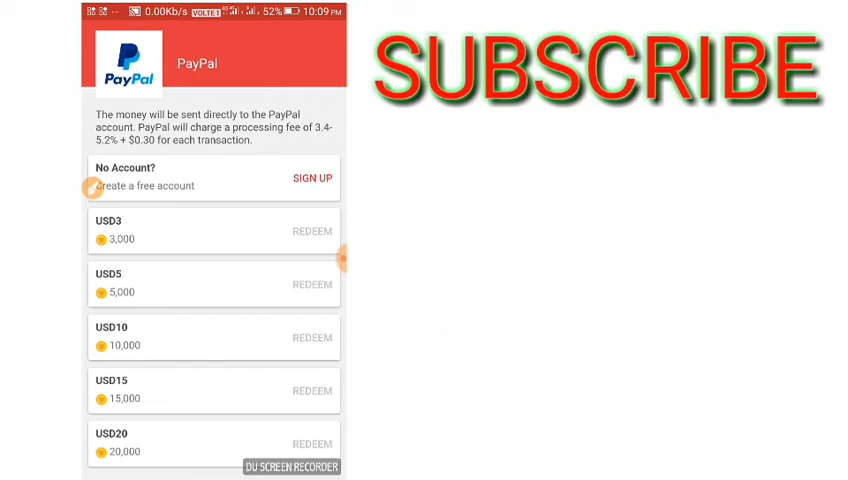 0.00Kb/s VOLTE 52% 10:09 PM
SUBSCRIBE
PayPal
PayPal
The money will be sent directly to the PayPal
account. PayPal will charge a processing fee of 3.4-
5.2% + $0.30 for each transaction.
No Account?
Create a free account
SIGN UP
USD3
3,000
REDEEM
USD5
5,000
REDEEM
USD10
10,000
REDEEM
USD15
15,000
REDEEM
USD20
20,000
REDEEM
DU SCREEN RECORDER